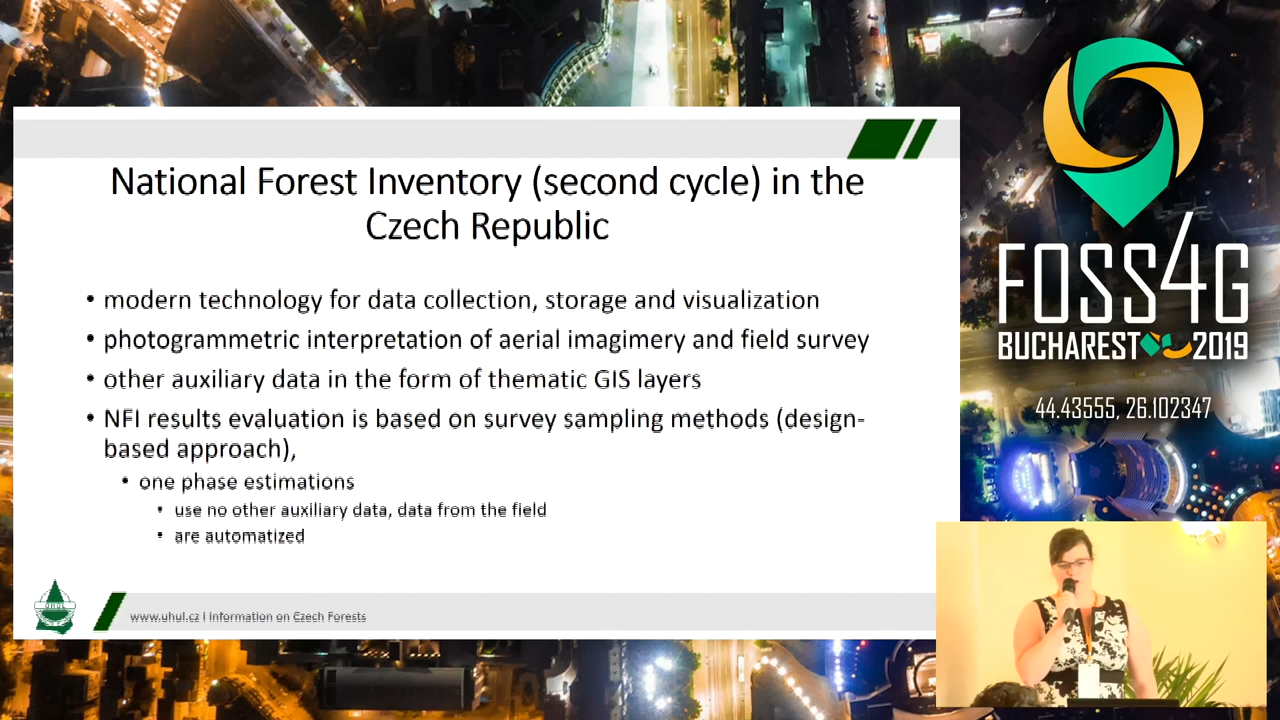 National Forest Inventory (second cycle) in the
Czech Republic
• modern technology for data collection, storage and visualization
• photogrammetric interpretation of aerial imagimery and field survey
• other auxiliary data in the form of thematic GIS layers
• NFI results evaluation is based on survey sampling methods (design-
based approach),
• one phase estimations
• use no other auxiliary data, data from the field
• are automatized
UHUL
www.uhul.cz I Information on Czech Forests
FOSS4G
BUCHAREST 2019
44.43555, 26.102347